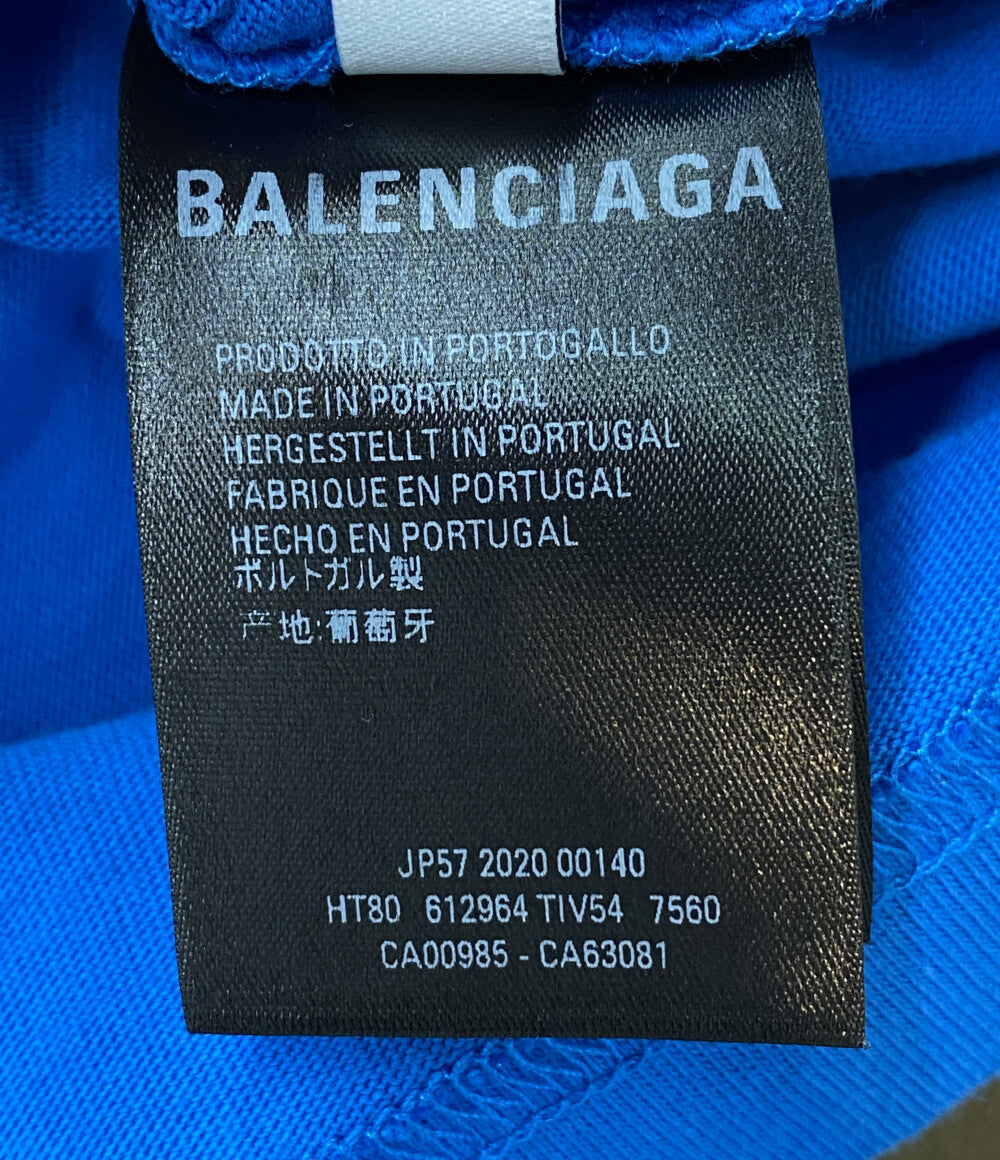 BALENCIAGA
PRODOTTO IN PORTOGALLO
MADE IN PORTUGAL
HERGESTELLT IN PORTUGAL
FABRIQUE EN PORTUGAL
HECHO EN PORTUGAL
ポルトガル製
产地:葡萄牙
JP57 2020 00140
HT80 612964 TIV54 7560
CA00985 - CA63081